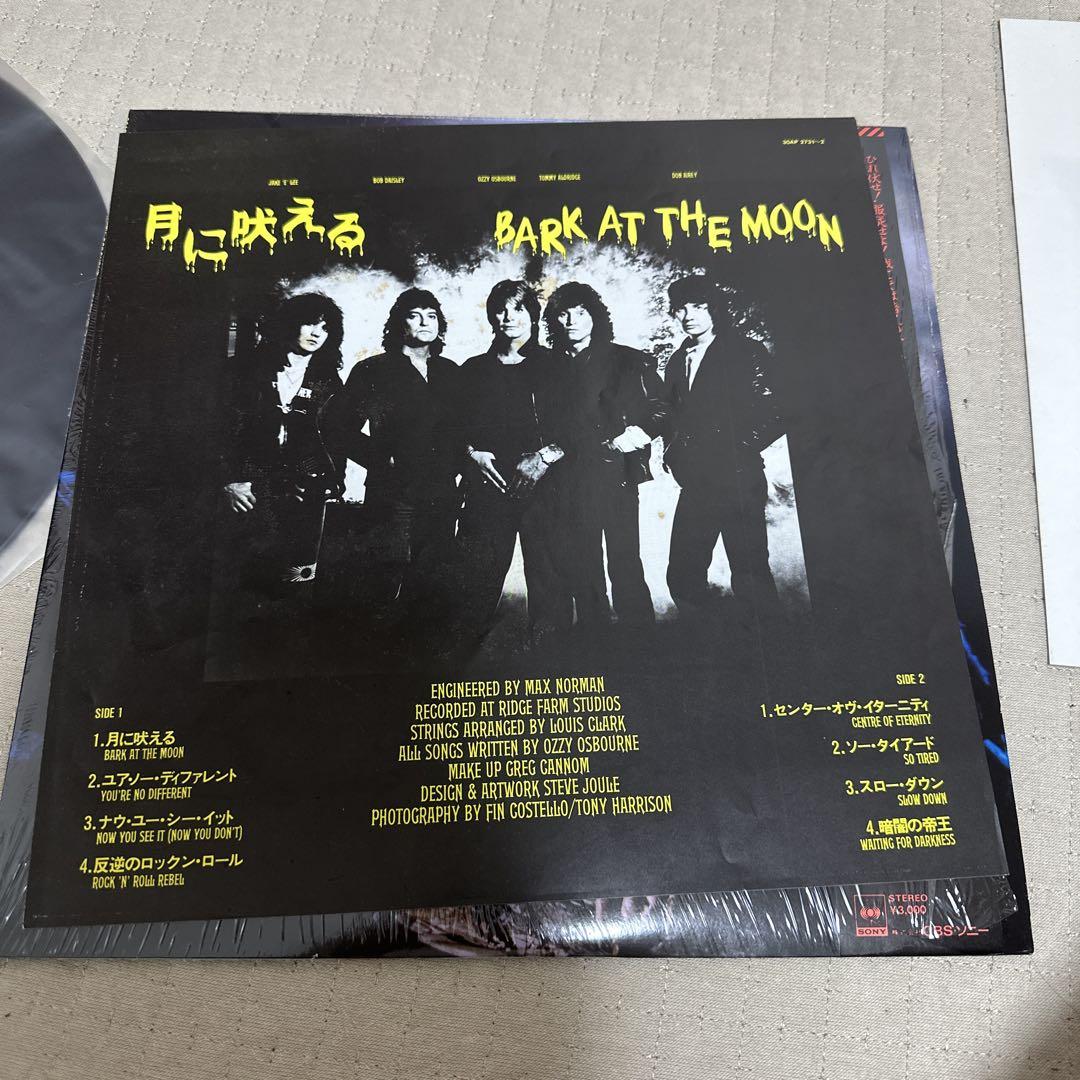 30AP 2731~2
JAKE 'E' LEE
BOB DAISLEY
OZZY OSBOURNE
TOMMY ALDRIDGE
DON AIREY
月に吠える
BARK AT THE MOON
ENGINEERED BY MAX NORMAN
RECORDED AT RIDGE FARM STUDIOS
STRINGS ARRANGED BY LOUIS CLARK
ALL SONGS WRITTEN BY OZZY OSBOURNE
MAKE UP GREG CANNOM
DESIGN & ARTWORK STEVE JOULE
PHOTOGRAPHY BY FIN COSTELLO/TONY HARRISON
SIDE 1
1.月に吠える
BARK AT THE MOON
2.ユア・ノー・ディファレント
YOU'RE NO DIFFERENT
3.ナウ・ユー・シー・イット
NOW YOU SEE IT (NOW YOU DON'T)
4.反逆のロックン・ロール
ROCK 'N' ROLL REBEL
SIDE 2
1.センター・オヴ・イターニティ
CENTRE OF ETERNITY
2.ソー・タイアード
SO TIRED
3.スロー・ダウン
SLOW DOWN
4.暗闇の帝王
WAITING FOR DARKNESS
STEREO
¥3,000
SONY
CBS・ソニー